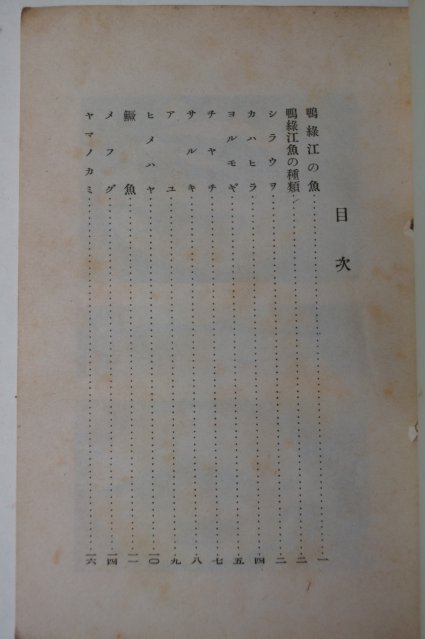 目次
鴨綠江の魚……一
鴨綠江魚の種類……二
シラウヲ……二
カハヒラ……四
ヨルモギ……五
チヤチ……七
サルキ……八
アユ……九
ヒメハヤ……一〇
鱖魚……一一
メフグ……一四
ヤマノカミ……一六